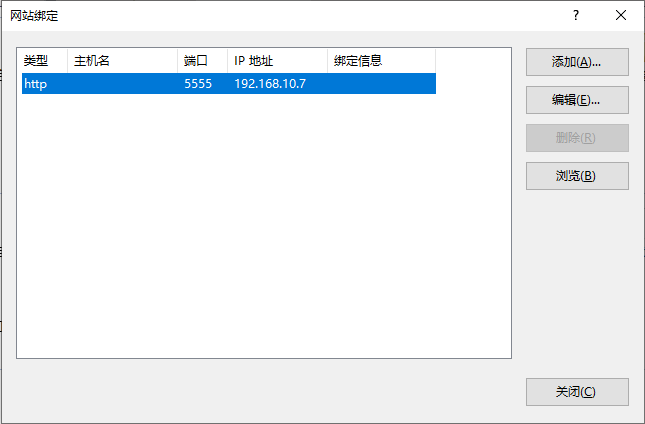 网站绑定
?
类型 主机名 端口 IP 地址 绑定信息
http 5555 192.168.10.7
添加(A)...
编辑(E)...
删除(R)
浏览(B)
关闭(C)